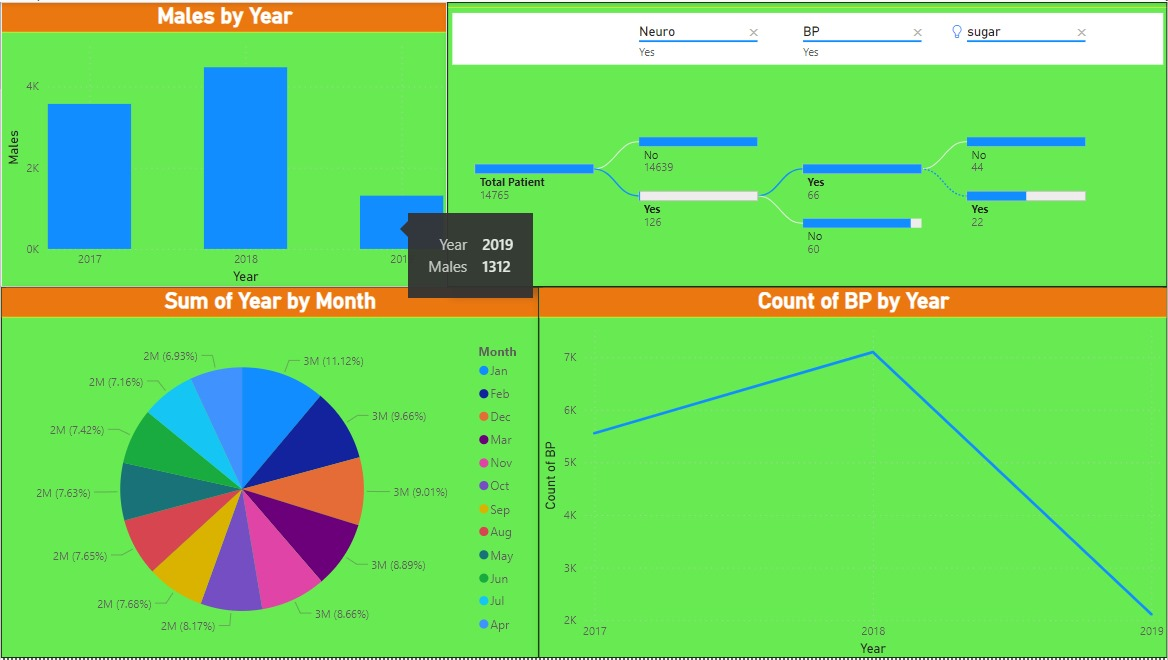 Males by Year
4K
2K
0K
Males
2017
2018
201
Year
Year 2019
Males 1312
Neuro
Yes
BP
Yes
sugar
Total Patient
14765
No
14639
Yes
126
Yes
66
No
60
No
44
Yes
22
Sum of Year by Month
3M (11.12%)
3M (9.66%)
3M (9.01%)
3M (8.89%)
3M (8.66%)
2M (8.17%)
2M (7.68%)
2M (7.65%)
2M (7.63%)
2M (7.42%)
2M (7.16%)
2M (6.93%)
Month
Jan
Feb
Dec
Mar
Nov
Oct
Sep
Aug
May
Jun
Jul
Apr
Count of BP by Year
7K
6K
5K
4K
3K
2K
Count of BP
2017
2018
2019
Year